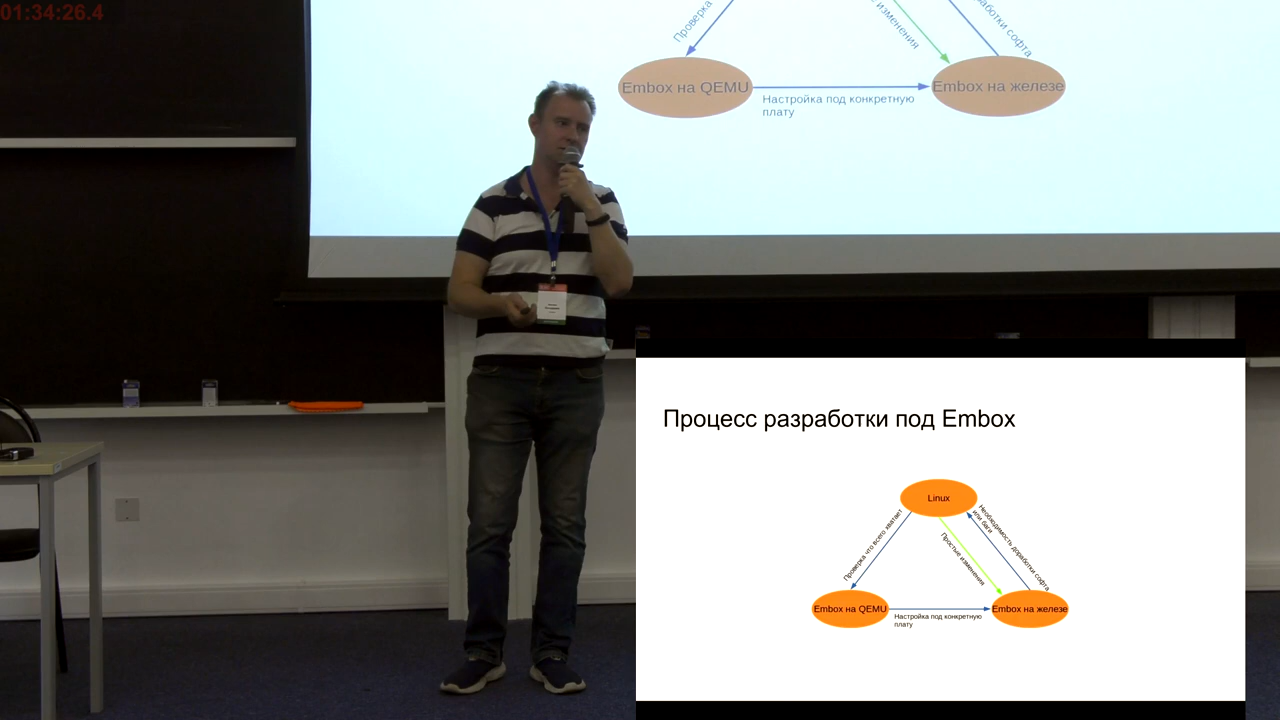 01:34:26.4
Проверка
изменения
работки софта
Embox на QEMU
Embox на железе
Настройка под конкретную
плату
Процесс разработки под Embox
Linux
Проверка что всего хватает
Простые изменения
Необходимость доработки софта
или баги
Embox на QEMU
Embox на железе
Настройка под конкретную
плату